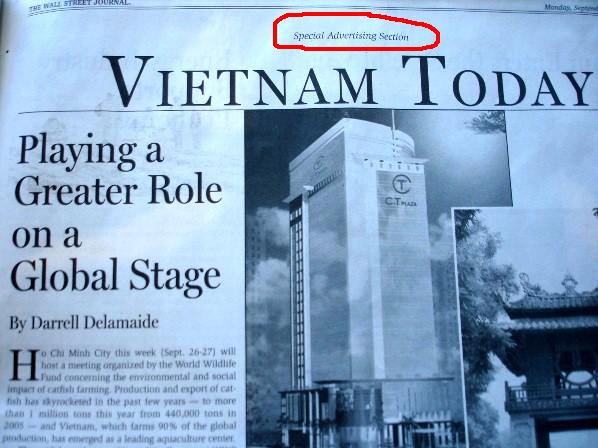 THE WALL STREET JOURNAL.
Monday, Septem
Special Advertising Section
VIETNAM TODAY
Playing a
Greater Role
on a
Global Stage
By Darrell Delamaide
Ho Chi Minh City this week (Sept. 26-27) will
host a meeting organized by the World Wildlife
Fund concerning the environmental and social
impact of catfish farming. Production and export of cat-
fish has skyrocketed in the past few years — to more
than 1 million tons this year from 440,000 tons in
2005 — and Vietnam, which farms 90% of the global
production, has emerged as a leading aquaculture center.
CT
C.T PLAZA